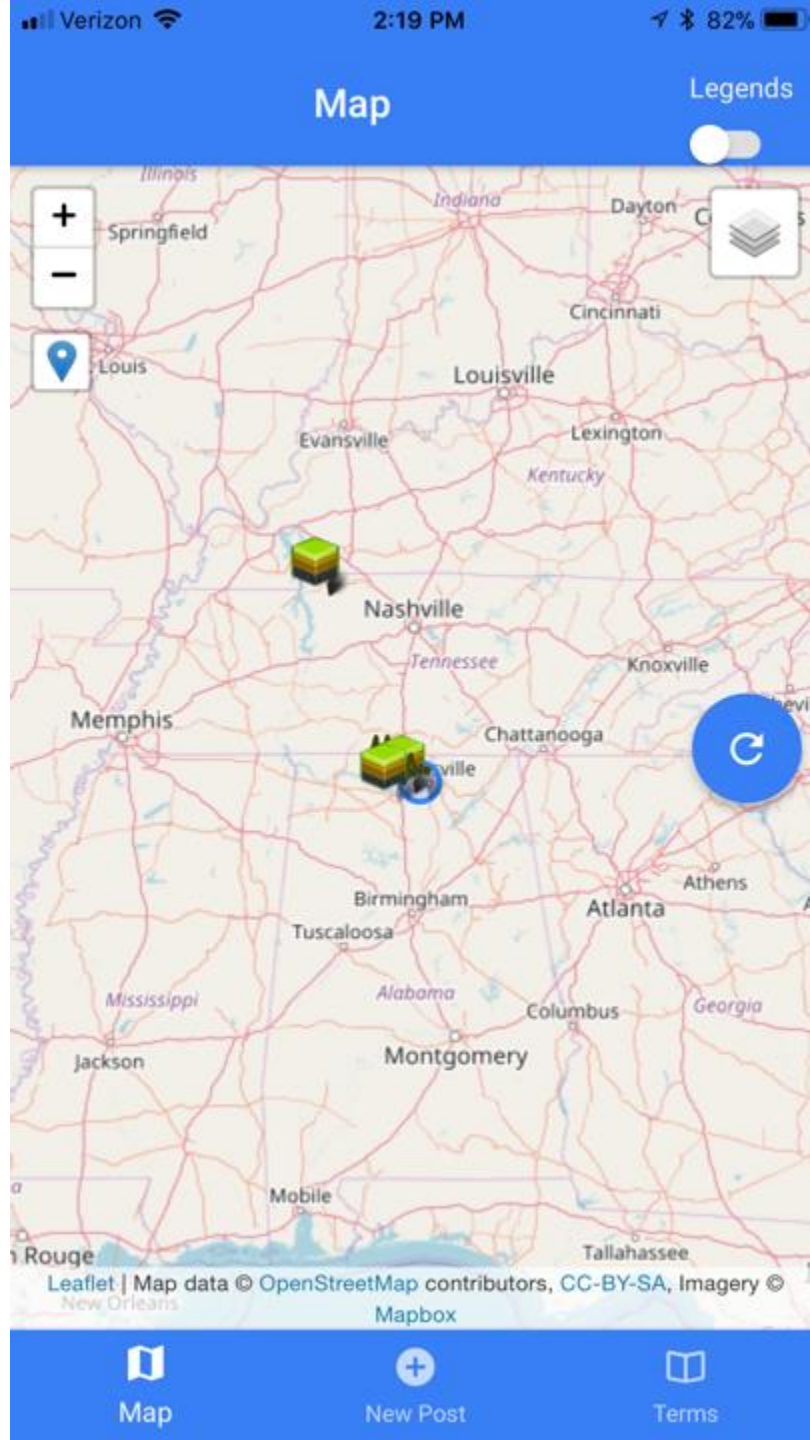 Verizon 2:19 PM 82%
Map
Legends
Illinois
Indiana
Dayton
+
Springfield
−
Cincinnati
Louis
Louisville
Evansville
Lexington
Kentucky
Nashville
Tennessee
Knoxville
Memphis
Chattanooga
ville
Athens
Birmingham
Atlanta
Tuscaloosa
Mississippi
Alabama
Columbus
Georgia
Jackson
Montgomery
Mobile
Rouge
Tallahassee
Leaflet | Map data © OpenStreetMap contributors, CC-BY-SA, Imagery ©
New Orleans
Mapbox
Map New Post Terms